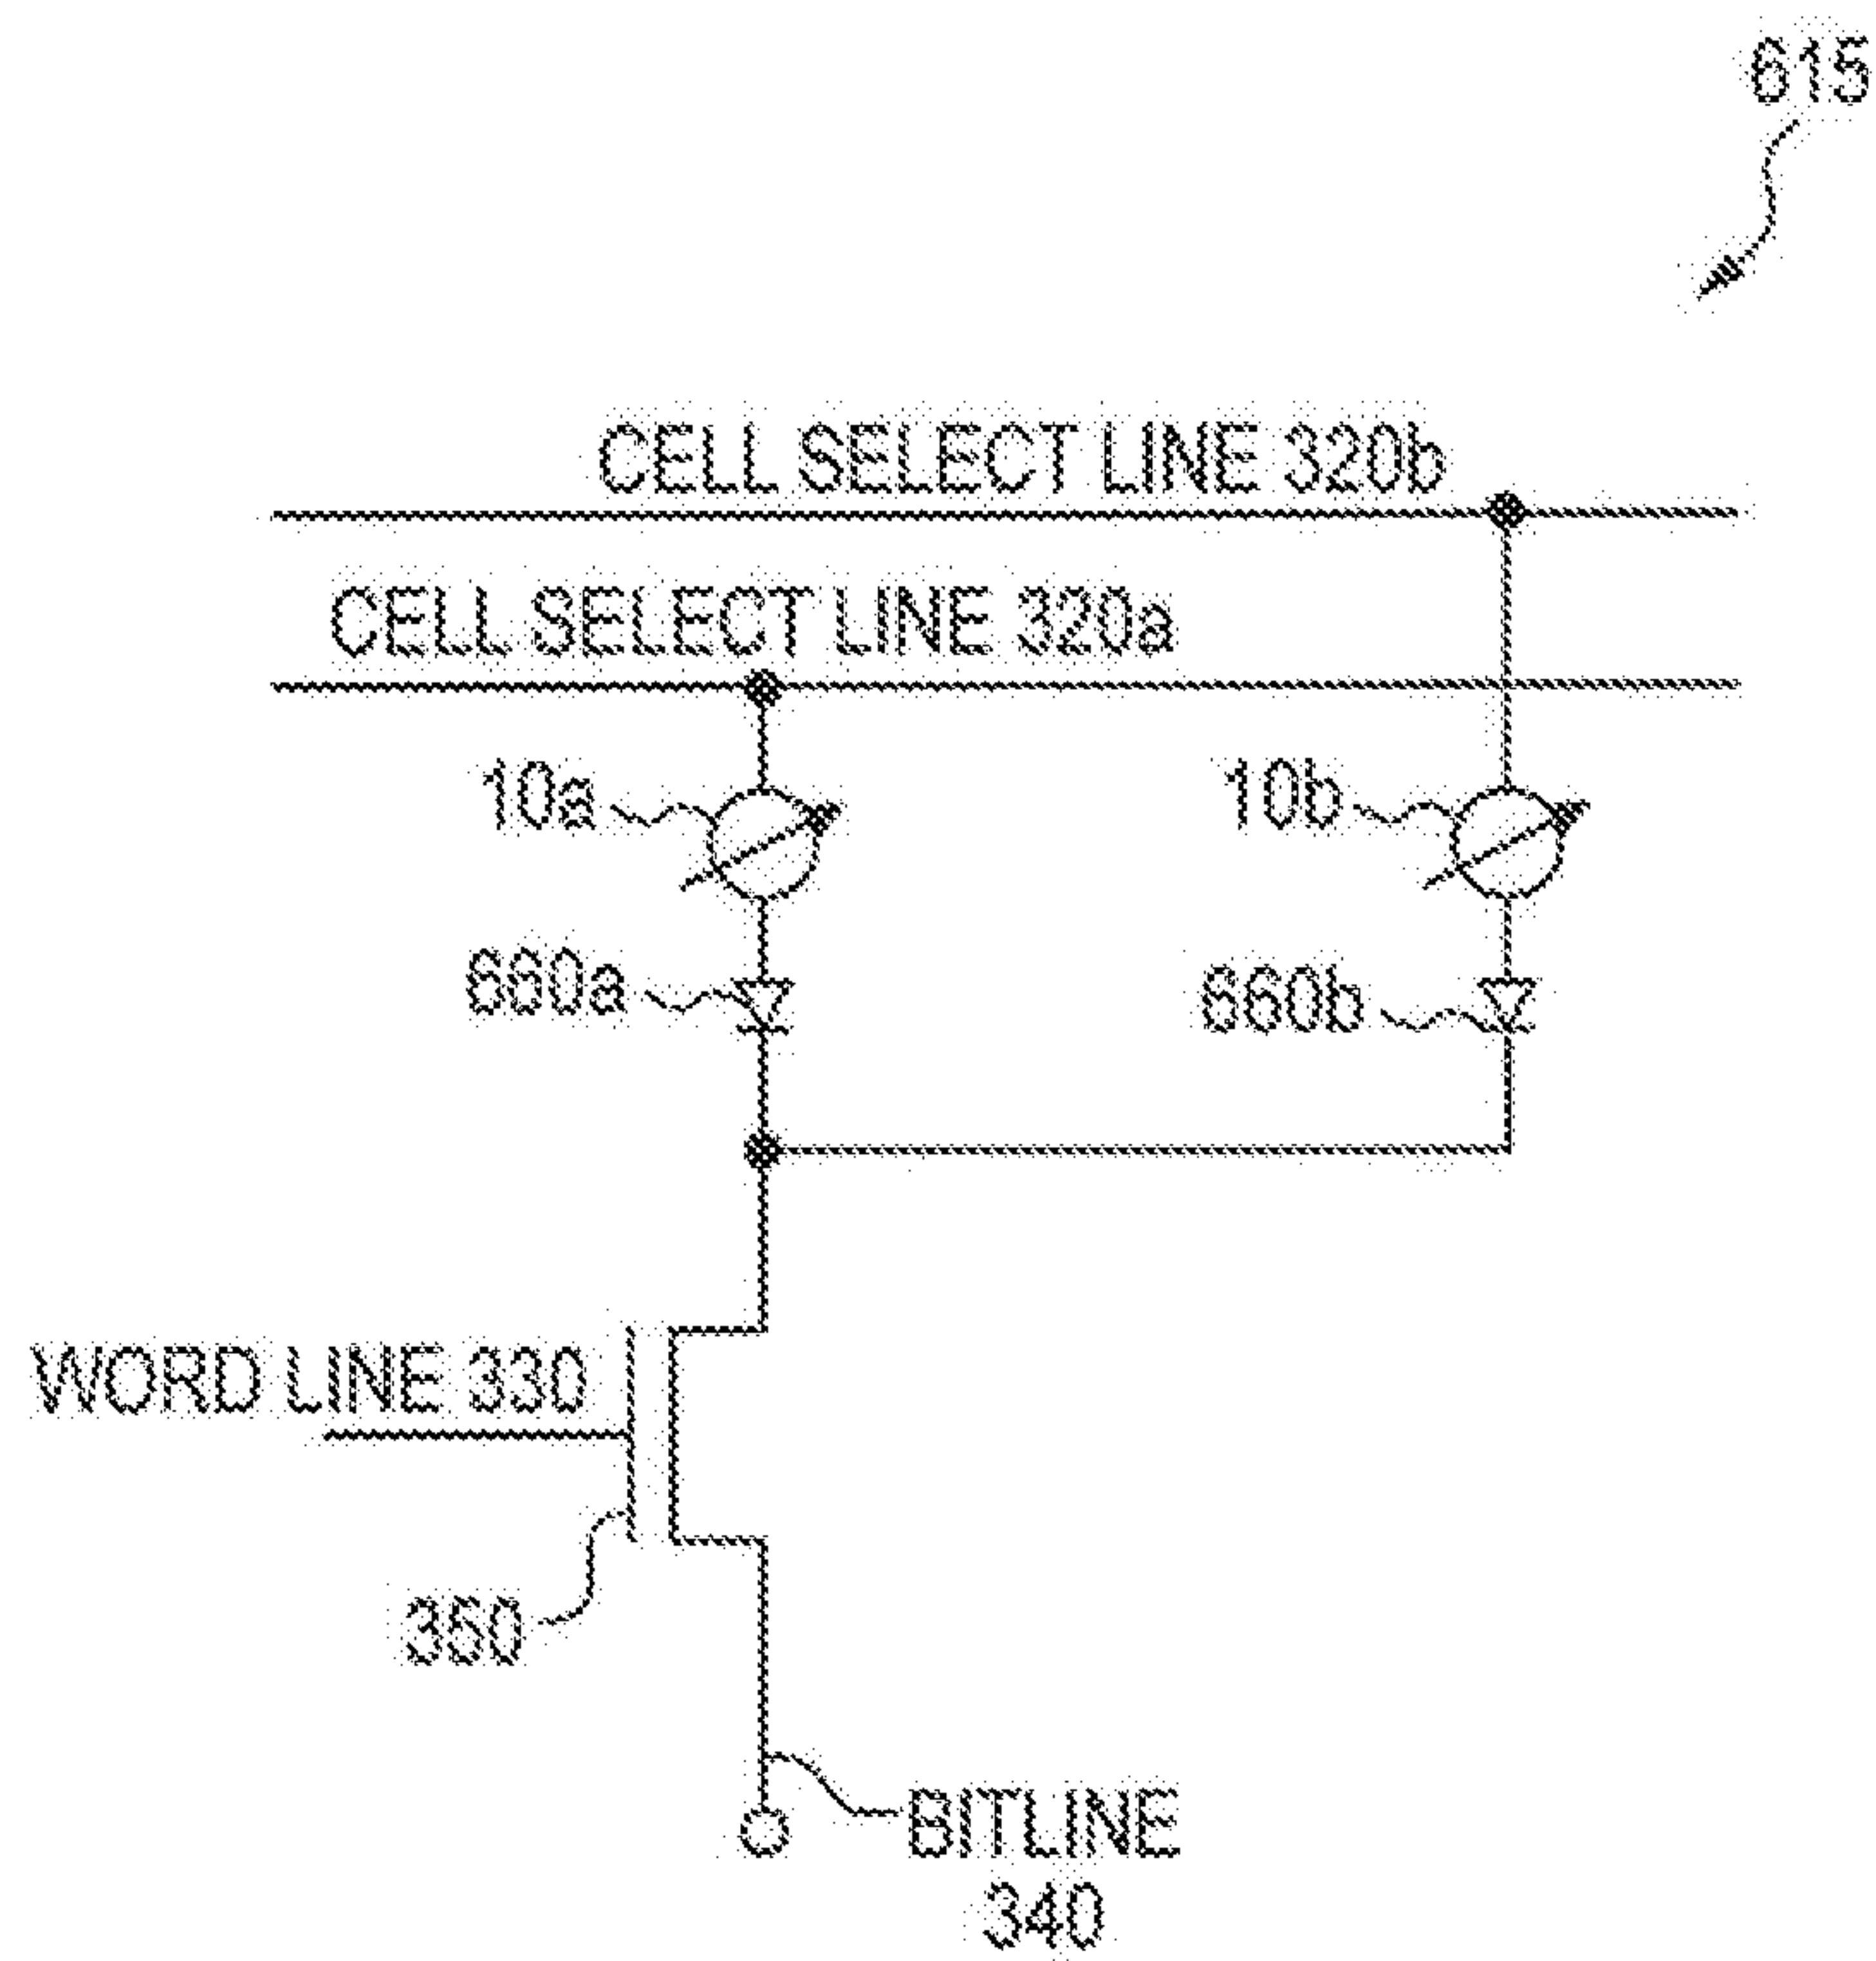 615
CELL SELECT LINE 320b
CELL SELECT LINE 320a
10a
10b
660a
660b
WORD LINE 330
350
BITLINE
340